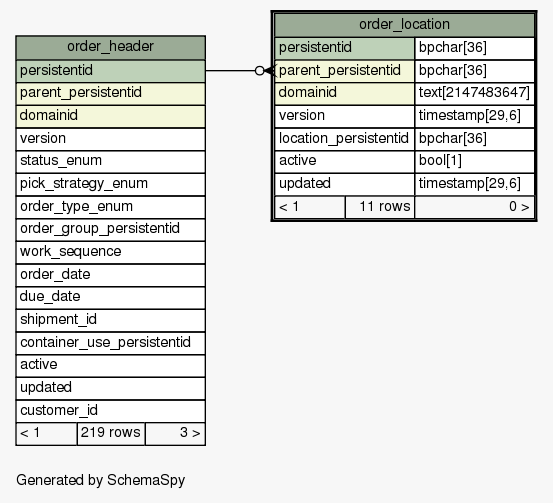 order_header
persistentid
parent_persistentid
domainid
version
status_enum
pick_strategy_enum
order_type_enum
order_group_persistentid
work_sequence
order_date
due_date
shipment_id
container_use_persistentid
active
updated
customer_id
< 1 219 rows 3 >
order_location
persistentid bpchar[36]
parent_persistentid bpchar[36]
domainid text[2147483647]
version timestamp[29,6]
location_persistentid bpchar[36]
active bool[1]
updated timestamp[29,6]
< 1 11 rows 0 >
Generated by SchemaSpy